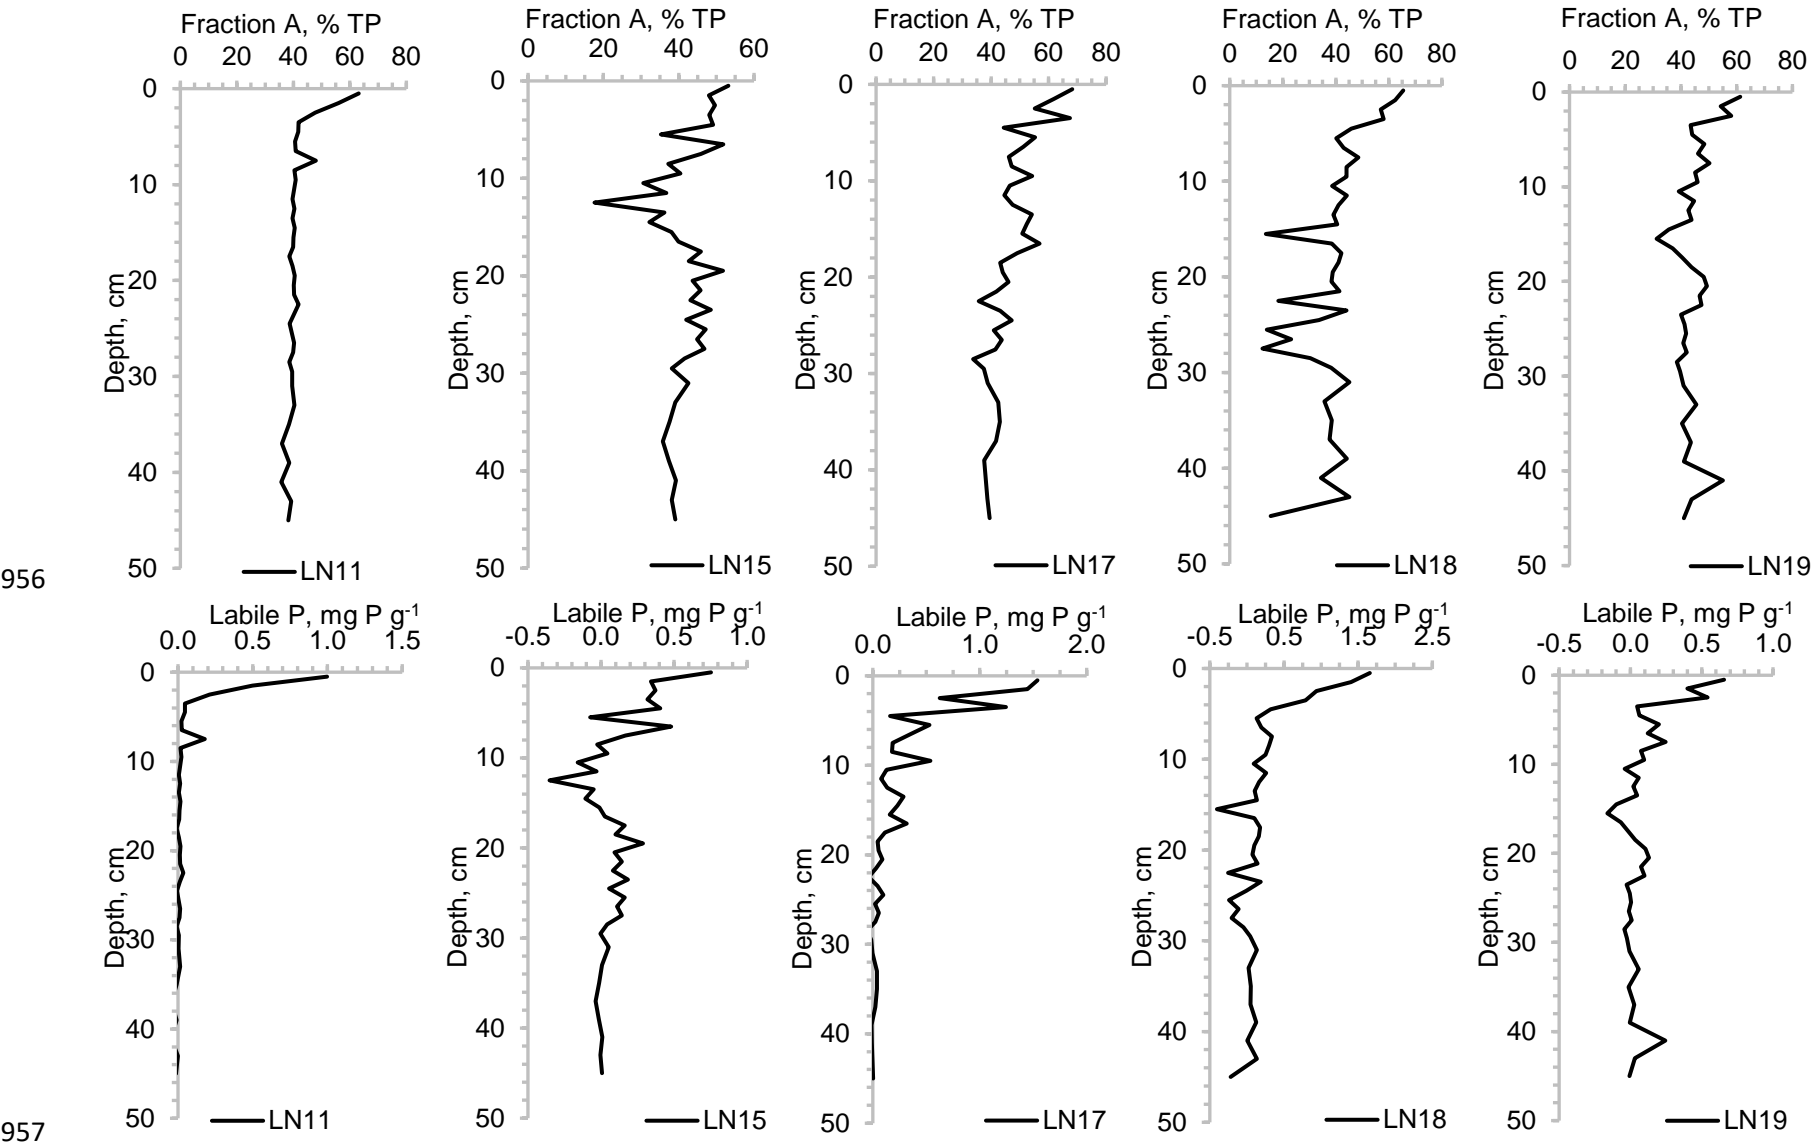 Fraction A, % TP
0 20 40 60 80
0
10
20
30
40
50
Depth, cm
LN11
Fraction A, % TP
0 20 40 60
0
10
20
30
40
50
Depth, cm
LN15
Fraction A, % TP
0 20 40 60 80
0
10
20
30
40
50
Depth, cm
LN17
Fraction A, % TP
0 20 40 60 80
0
10
20
30
40
50
Depth, cm
LN18
Fraction A, % TP
0 20 40 60 80
0
10
20
30
40
50
Depth, cm
LN19
956
Labile P, mg P g-1
0.0 0.5 1.0 1.5
0
10
20
30
40
50
Depth, cm
LN11
Labile P, mg P g-1
-0.5 0.0 0.5 1.0
0
10
20
30
40
50
Depth, cm
LN15
Labile P, mg P g-1
0.0 1.0 2.0
0
10
20
30
40
50
Depth, cm
LN17
Labile P, mg P g-1
-0.5 0.5 1.5 2.5
0
10
20
30
40
50
Depth, cm
LN18
Labile P, mg P g-1
-0.5 0.0 0.5 1.0
0
10
20
30
40
50
Depth, cm
LN19
957